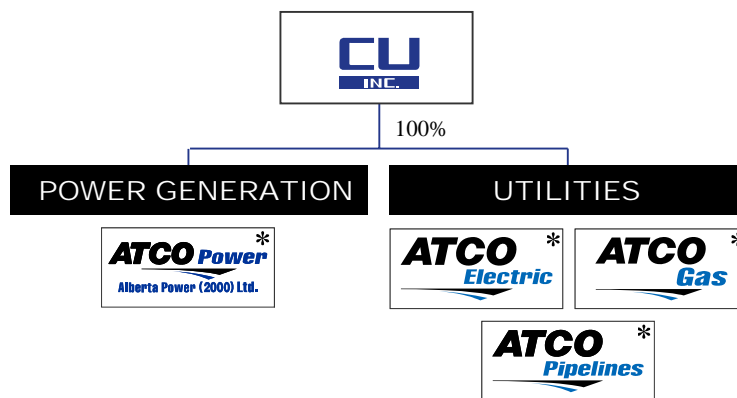 CU
INC.
100%
POWER GENERATION
UTILITIES
ATCO Power *
Alberta Power (2000) Ltd.
ATCO *
Electric
ATCO *
Gas
ATCO *
Pipelines